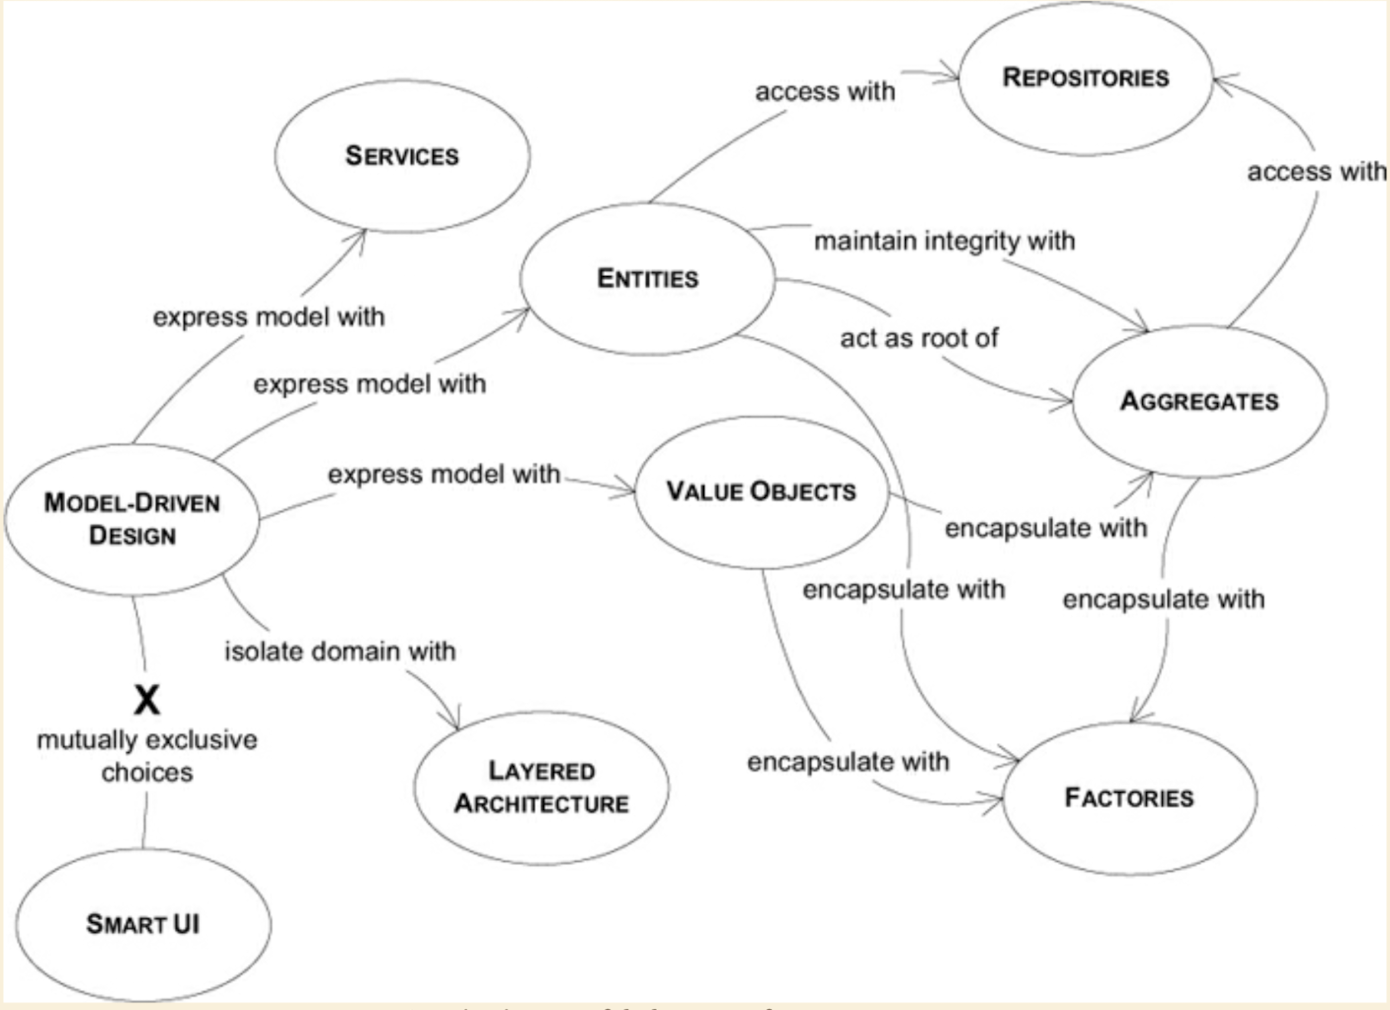 REPOSITORIES
access with
SERVICES
access with
maintain integrity with
ENTITIES
express model with
act as root of
express model with
AGGREGATES
express model with
VALUE OBJECTS
MODEL-DRIVEN
DESIGN
encapsulate with
encapsulate with
encapsulate with
isolate domain with
X
mutually exclusive
choices
encapsulate with
LAYERED
ARCHITECTURE
FACTORIES
SMART UI